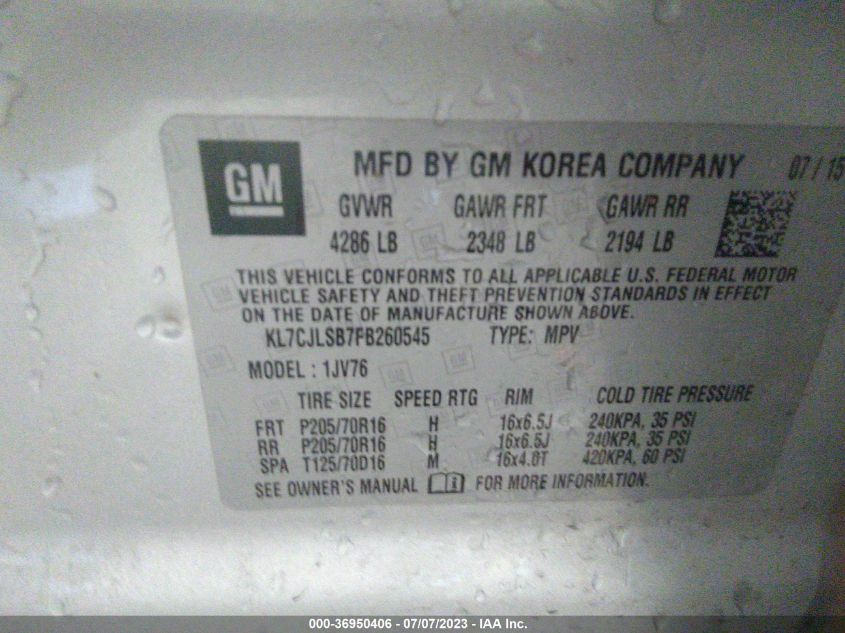 GM
MFD BY GM KOREA COMPANY 07/15
GVWR GAWR FRT GAWR RR
4286 LB 2348 LB 2194 LB
THIS VEHICLE CONFORMS TO ALL APPLICABLE U.S. FEDERAL MOTOR
VEHICLE SAFETY AND THEFT PREVENTION STANDARDS IN EFFECT
ON THE DATE OF MANUFACTURE SHOWN ABOVE.
KL7CJLSB7FB260545 TYPE: MPV
MODEL : 1JV76
TIRE SIZE SPEED RTG RIM COLD TIRE PRESSURE
FRT P205/70R16 H 16x6.5J 240KPA, 35 PSI
RR P205/70R16 H 16x6.5J 240KPA, 35 PSI
SPA T125/70D16 M 16x4.0T 420KPA, 60 PSI
SEE OWNER'S MANUAL i FOR MORE INFORMATION.
000-36950406 - 07/07/2023 - IAA Inc.